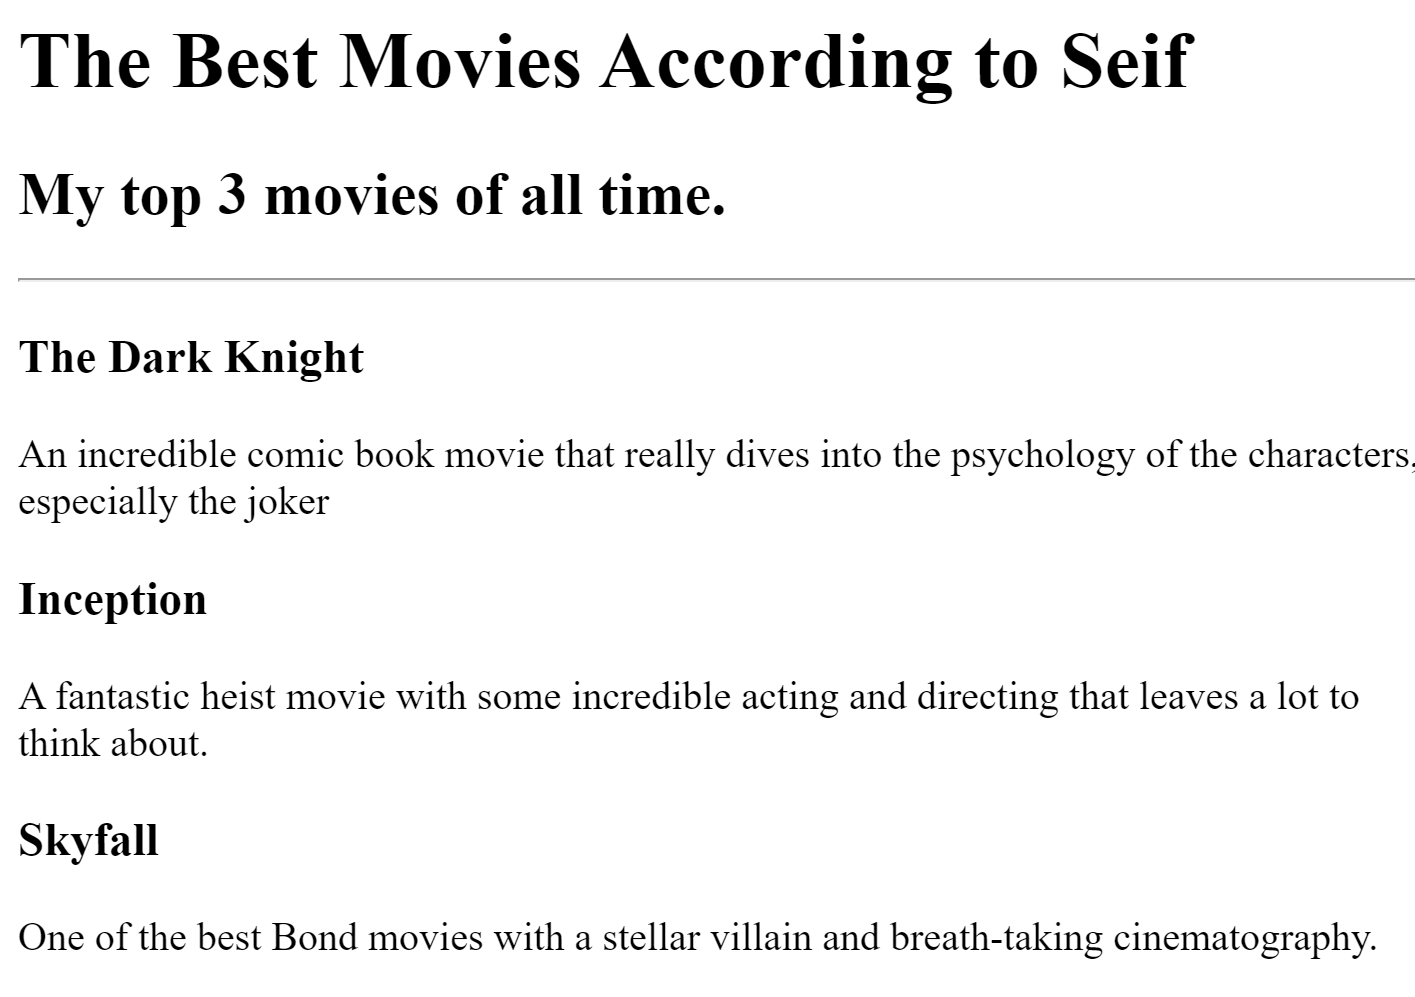 The Best Movies According to Seif
My top 3 movies of all time.
The Dark Knight
An incredible comic book movie that really dives into the psychology of the characters,
especially the joker
Inception
A fantastic heist movie with some incredible acting and directing that leaves a lot to
think about.
Skyfall
One of the best Bond movies with a stellar villain and breath-taking cinematography.